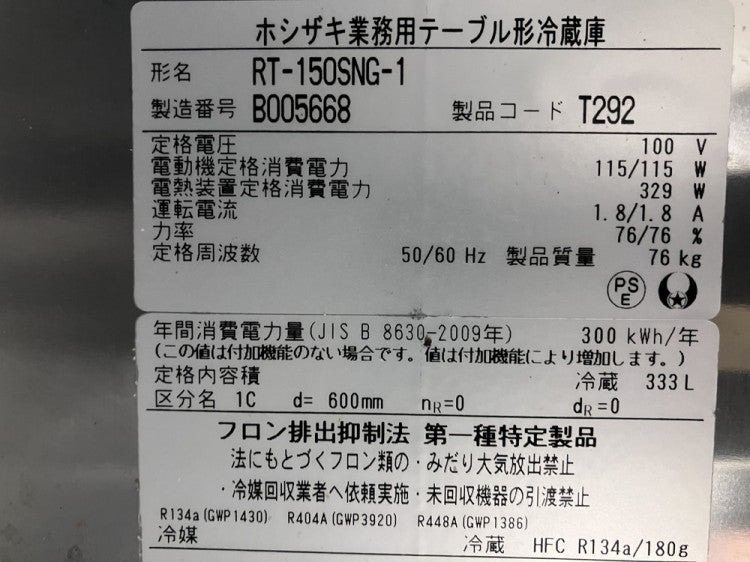 ホシザキ業務用テーブル形冷蔵庫
形名 RT-150SNG-1
製造番号 B005668 製品コード T292
定格電圧 100 V
電動機定格消費電力 115/115 W
電熱装置定格消費電力 329 W
運転電流 1.8/1.8 A
力率 76/76 %
定格周波数 50/60 Hz 製品質量 76 kg
PS
E
年間消費電力量(JIS B 8630-2009年) 300 kWh/年
(この値は付加機能のない場合です。値は付加機能により増加します。)
定格内容積 冷蔵 333L
区分名 1C d= 600mm nR=0 dR=0
フロン排出抑制法 第一種特定製品
法にもとづくフロン類の・みだり大気放出禁止
・冷媒回収業者へ依頼実施・未回収機器の引渡禁止
R134a(GWP1430) R404A(GWP3920) R448A(GWP1386)
冷媒 冷蔵 HFC R134a/180g